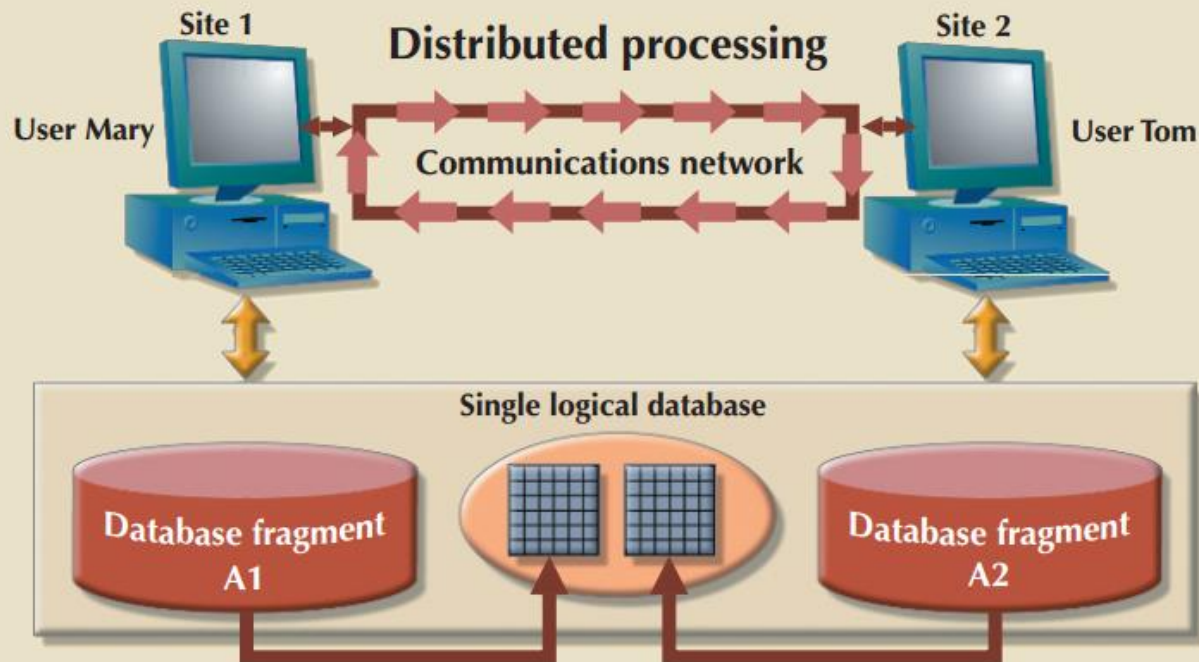 Site 1
Distributed processing
Site 2
User Mary
Communications network
User Tom
Single logical database
Database fragment
A1
Database fragment
A2